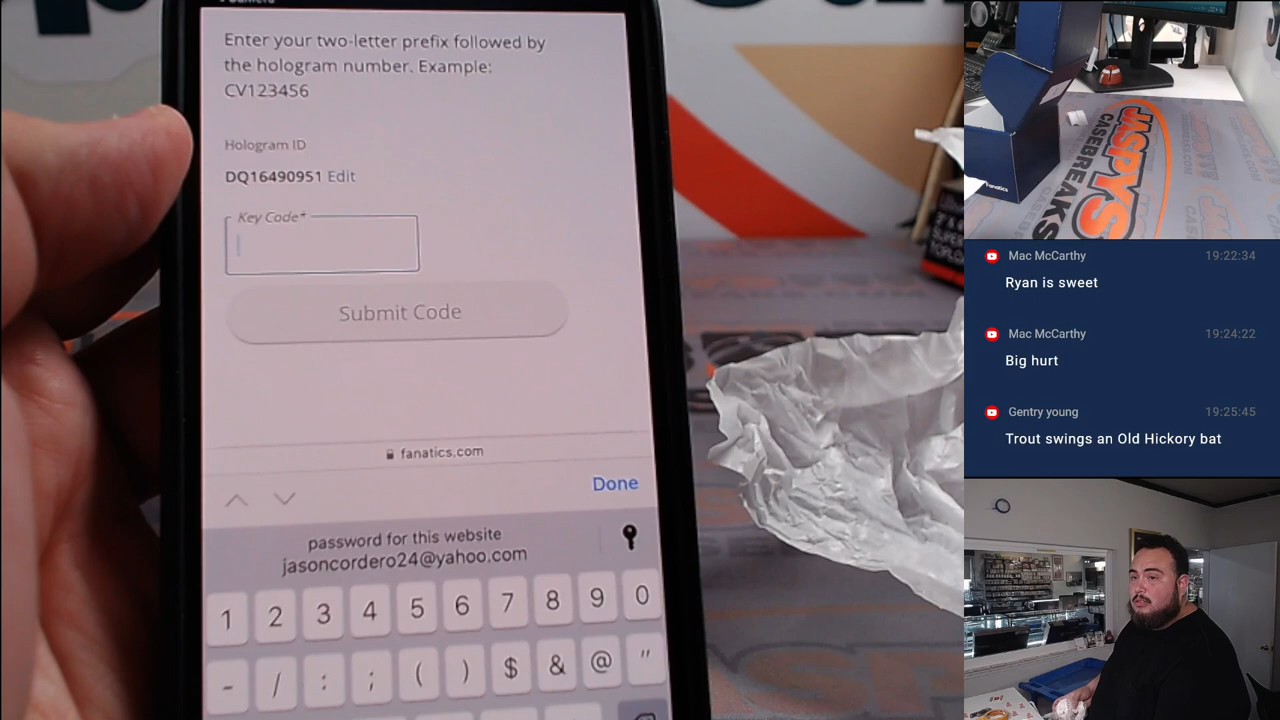 Enter your two-letter prefix followed by
the hologram number. Example:
CV123456
Hologram ID
DQ16490951 Edit
Key Code*
Submit Code
fanatics.com
Done
password for this website
jasoncordero24@yahoo.com
1 2 3 4 5 6 7 8 9 0
- / : ; ( ) $ & @ "
Fanatics
JASPYS
CASEBREAKS
Mac McCarthy 19:22:34
Ryan is sweet
Mac McCarthy 19:24:22
Big hurt
Gentry young 19:25:45
Trout swings an Old Hickory bat